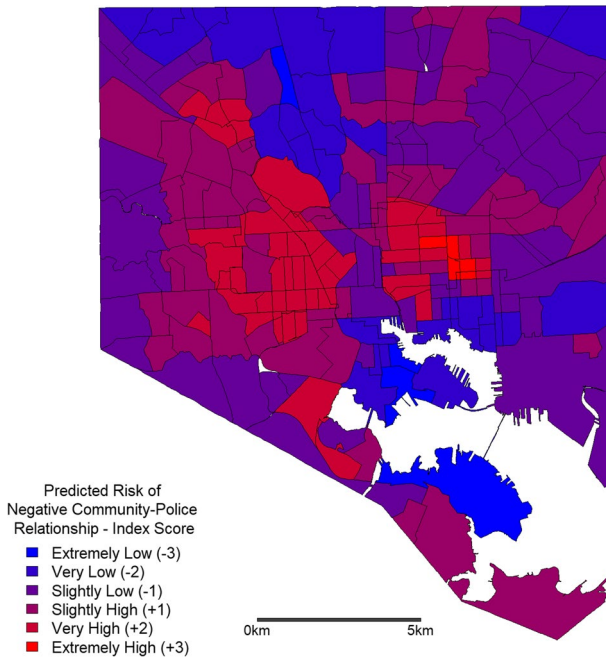 Predicted Risk of
Negative Community-Police
Relationship - Index Score
Extremely Low (-3)
Very Low (-2)
Slightly Low (-1)
Slightly High (+1)
Very High (+2)
Extremely High (+3)
0km 5km